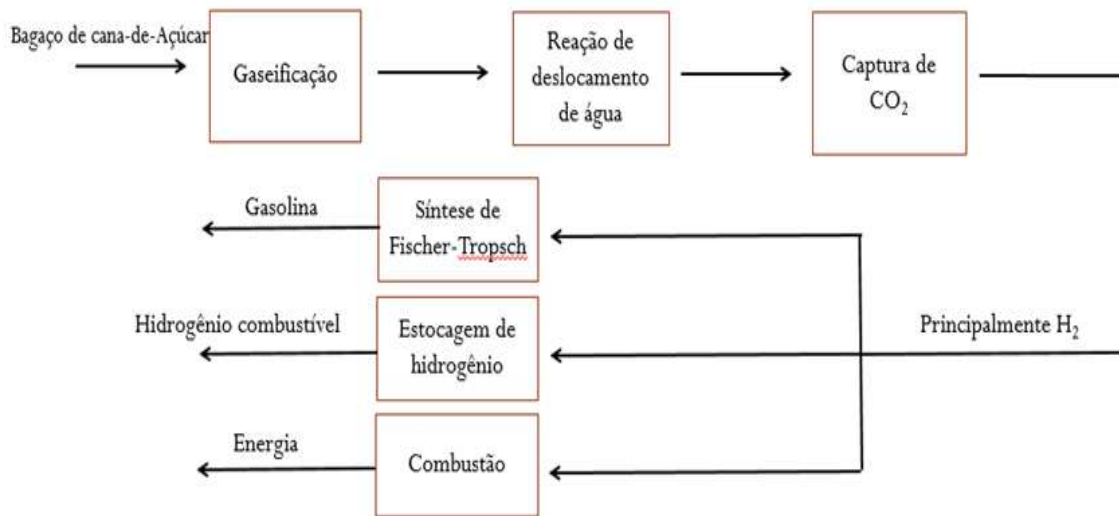 Bagaço de cana-de-Açúcar
Gaseificação
Reação de
deslocamento
de água
Captura de
CO₂
Gasolina
Síntese de
Fischer-Tropsch
Hidrogênio combustível
Estocagem de
hidrogênio
Principalmente H₂
Energia
Combustão